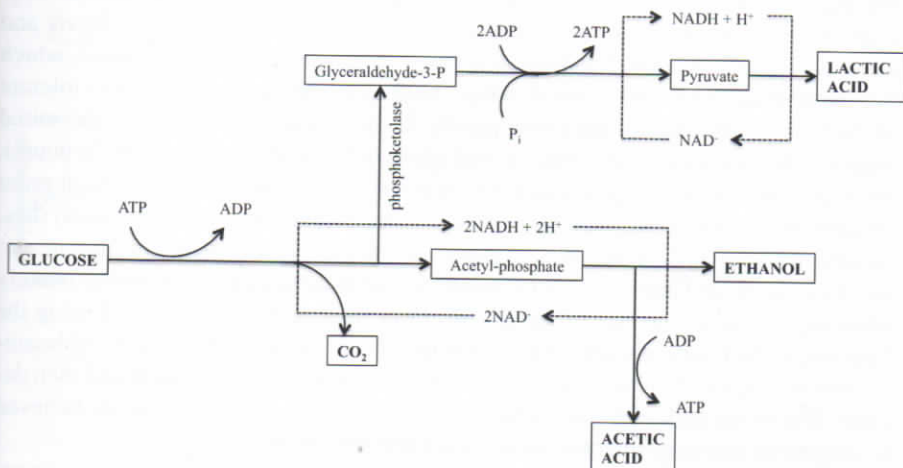 NADH + H⁺
2ADP
2ATP
Glyceraldehyde-3-P
Pyruvate
LACTIC
ACID
Pᵢ
NAD⁻
phosphoketolase
ATP
ADP
2NADH + 2H⁺
GLUCOSE
Acetyl-phosphate
ETHANOL
2NAD⁻
CO₂
ADP
ATP
ACETIC
ACID